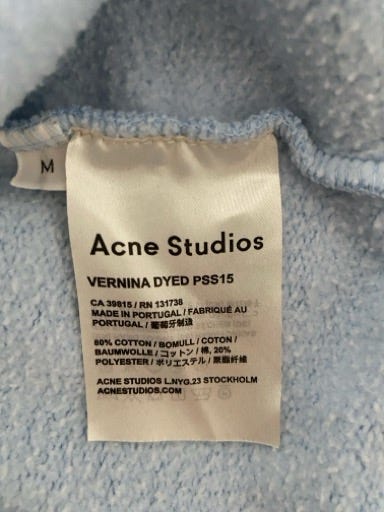 M
Acne Studios
VERNINA DYED PSS15
CA 39815 / RN 131738
MADE IN PORTUGAL / FABRIQUÉ AU
PORTUGAL / 葡萄牙制造
80% COTTON / BOMULL / COTON /
BAUMWOLLE / コットン / 棉, 20%
POLYESTER / ポリエステル / 聚酯纤维
ACNE STUDIOS L.NYG.23 STOCKHOLM
ACNESTUDIOS.COM